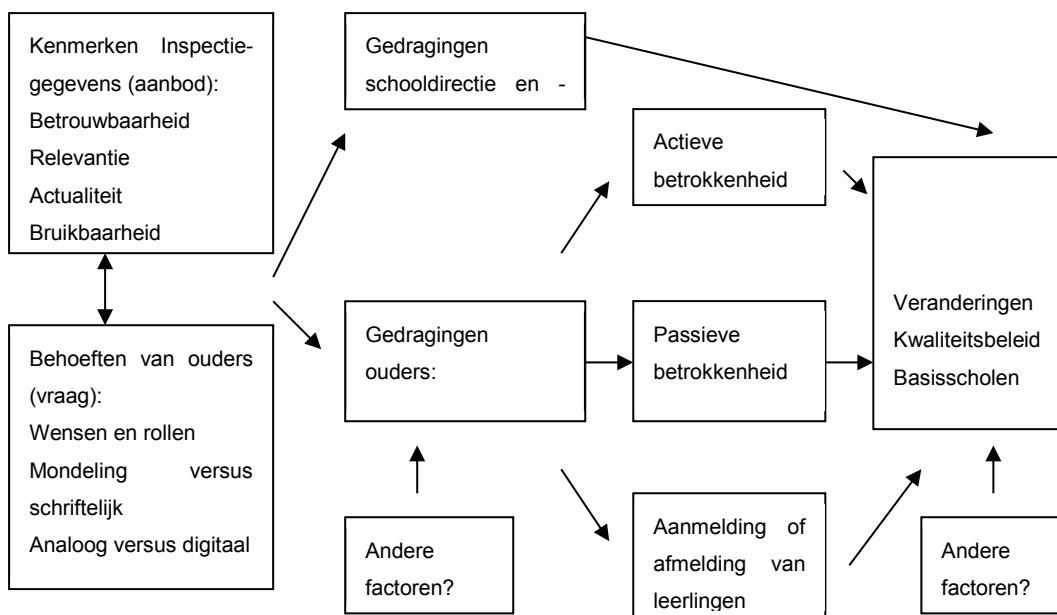 Kenmerken Inspectie-
gegevens (aanbod):
Betrouwbaarheid
Relevantie
Actualiteit
Bruikbaarheid
Behoeften van ouders
(vraag):
Wensen en rollen
Mondeling versus
schriftelijk
Analoog versus digitaal
Gedragingen
schooldirectie en -
Gedragingen
ouders:
Andere
factoren?
Actieve
betrokkenheid
Passieve
betrokkenheid
Aanmelding of
afmelding van
leerlingen
Veranderingen
Kwaliteitsbeleid
Basisscholen
Andere
factoren?